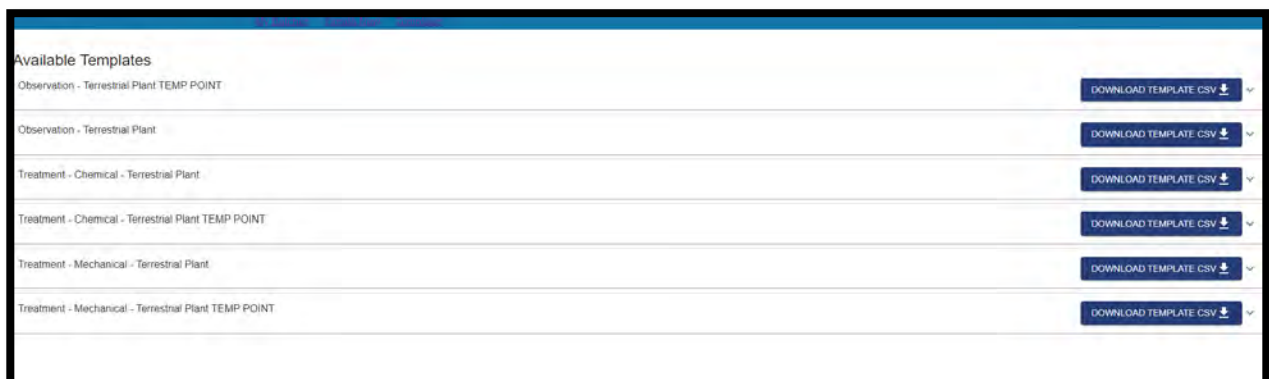 Available Templates
Observation - Terrestrial Plant TEMP POINT
DOWNLOAD TEMPLATE CSV
Observation - Terrestrial Plant
DOWNLOAD TEMPLATE CSV
Treatment - Chemical - Terrestrial Plant
DOWNLOAD TEMPLATE CSV
Treatment - Chemical - Terrestrial Plant TEMP POINT
DOWNLOAD TEMPLATE CSV
Treatment - Mechanical - Terrestrial Plant
DOWNLOAD TEMPLATE CSV
Treatment - Mechanical - Terrestrial Plant TEMP POINT
DOWNLOAD TEMPLATE CSV